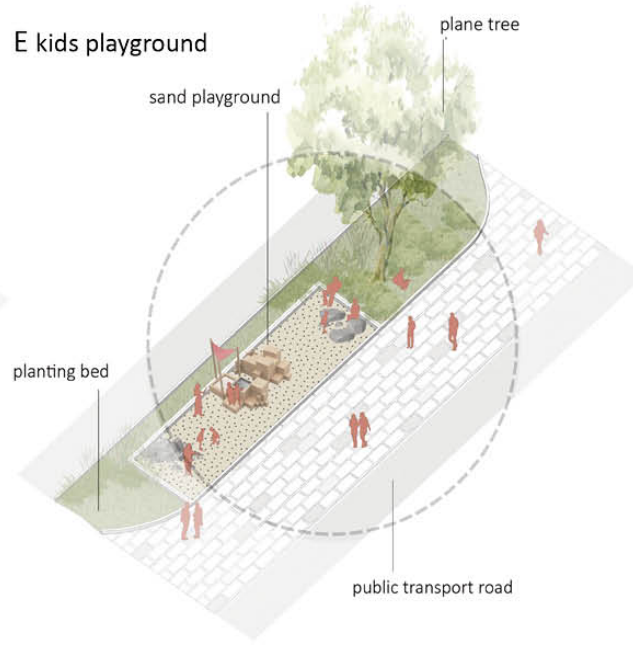 E kids playground
plane tree
sand playground
planting bed
public transport road